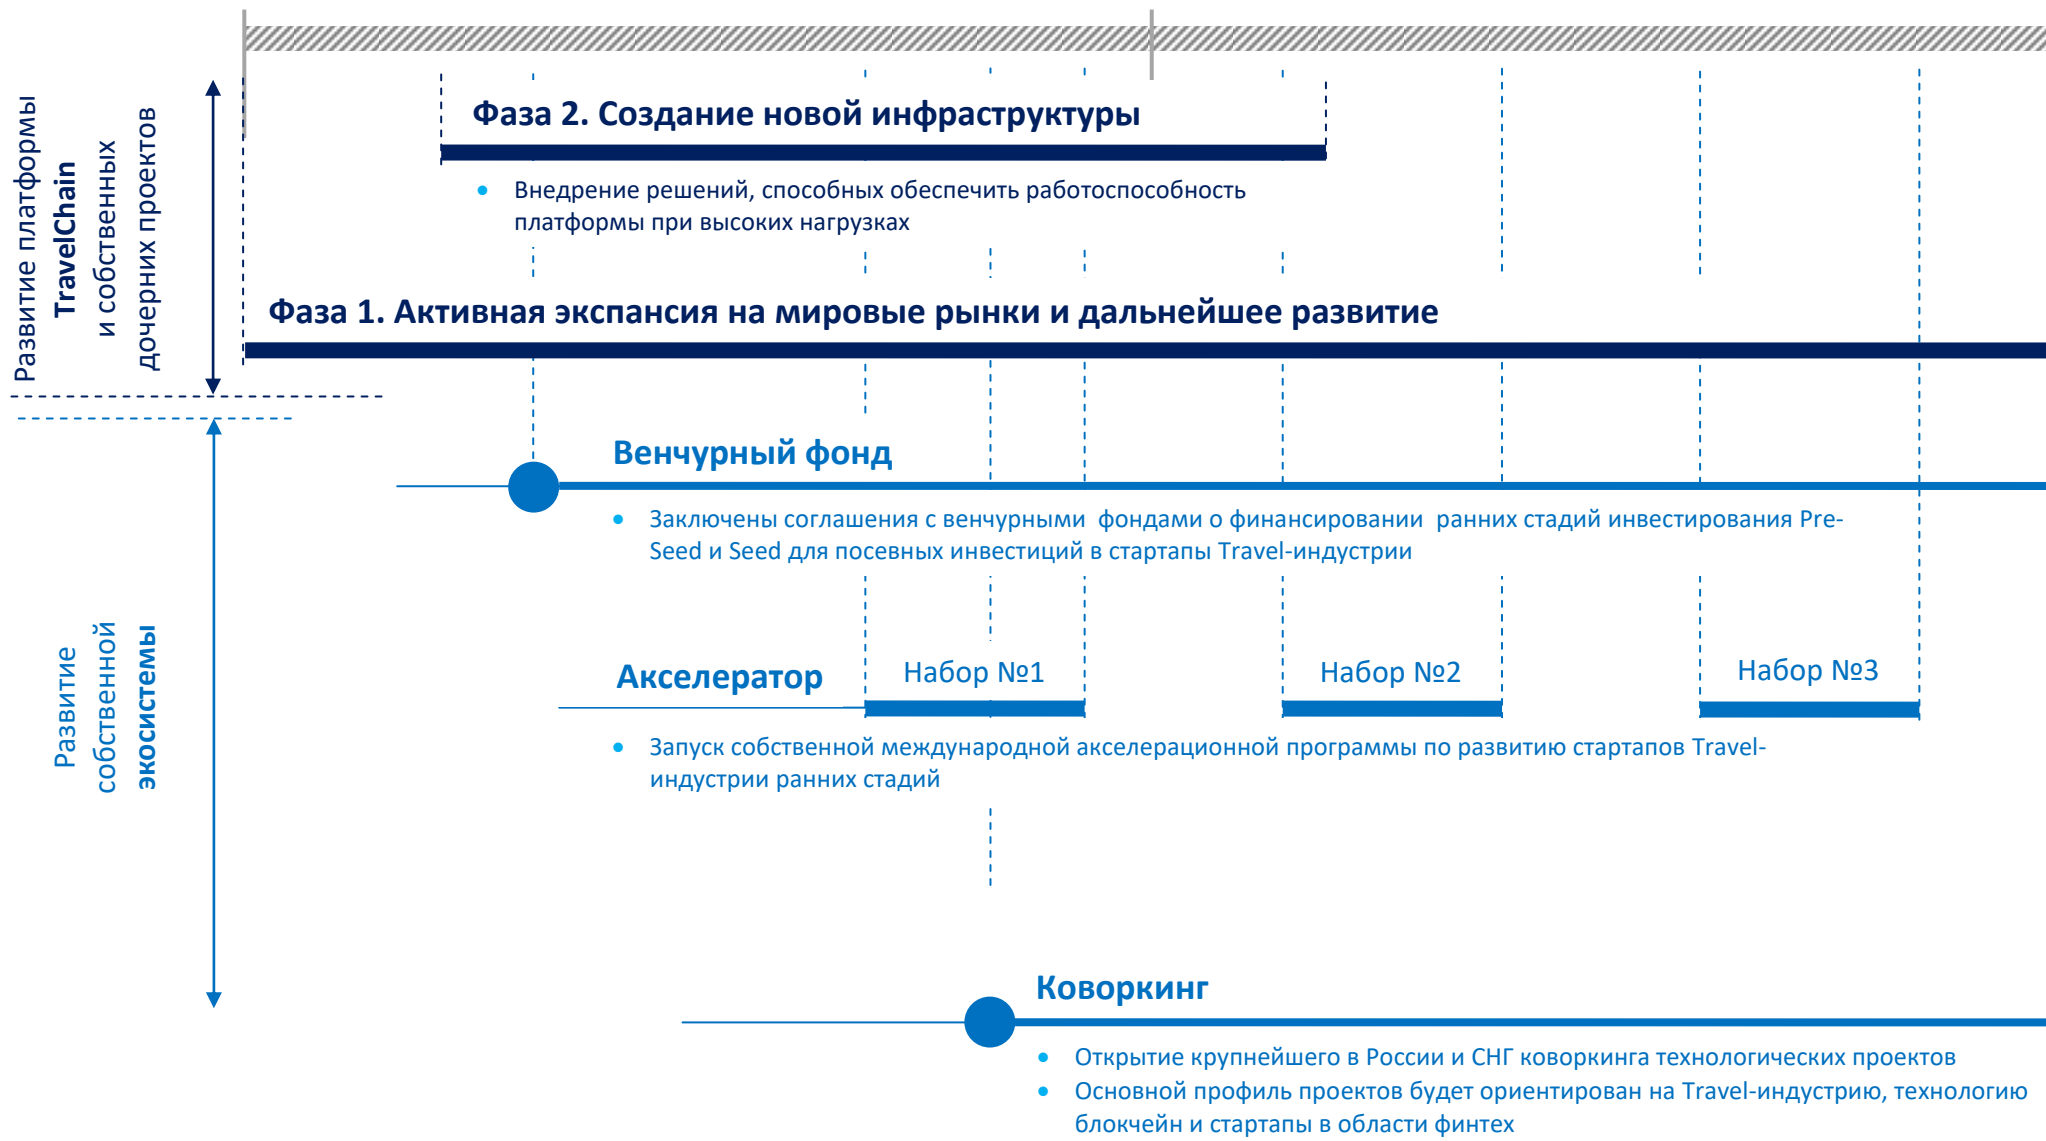 Развитие платформы
TravelChain
и собственных
дочерних проектов
Фаза 2. Создание новой инфраструктуры
• Внедрение решений, способных обеспечить работоспособность
платформы при высоких нагрузках
Фаза 1. Активная экспансия на мировые рынки и дальнейшее развитие
Развитие
собственной
экосистемы
Венчурный фонд
• Заключены соглашения с венчурными фондами о финансировании ранних стадий инвестирования Pre-
Seed и Seed для посевных инвестиций в стартапы Travel-индустрии
Акселератор
Набор №1
Набор №2
Набор №3
• Запуск собственной международной акселерационной программы по развитию стартапов Travel-
индустрии ранних стадий
Коворкинг
• Открытие крупнейшего в России и СНГ коворкинга технологических проектов
• Основной профиль проектов будет ориентирован на Travel-индустрию, технологию
блокчейн и стартапы в области финтех